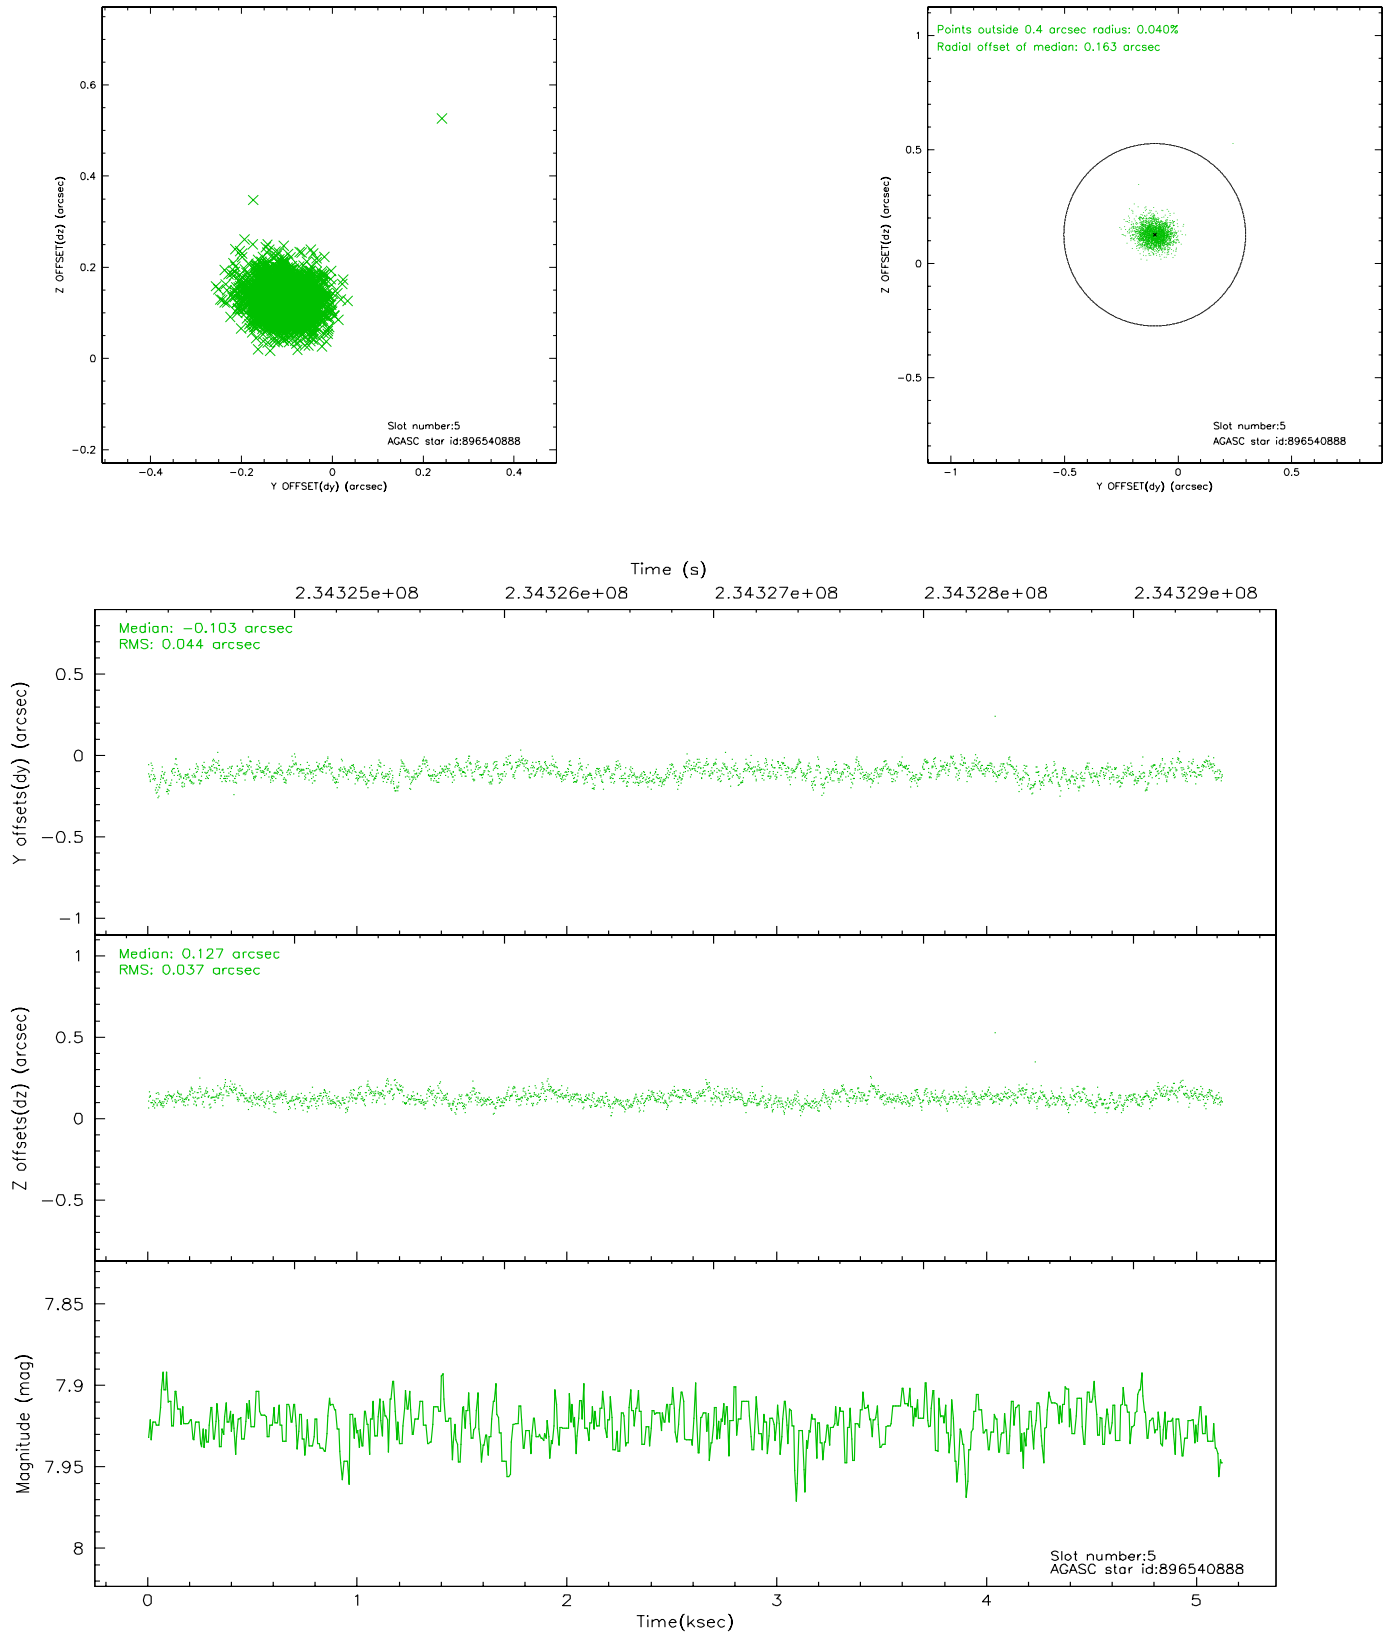 0.6
0.4
0.2
0
−0.2
Z OFFSET(dz) (arcsec)
Slot number:5
AGASC star id:896540888
−0.4
−0.2
0
0.2
0.4
Y OFFSET(dy) (arcsec)
Points outside 0.4 arcsec radius: 0.040%
Radial offset of median: 0.163 arcsec
1
0.5
0
−0.5
Z OFFSET(dz) (arcsec)
Slot number:5
AGASC star id:896540888
−1
−0.5
0
0.5
Y OFFSET(dy) (arcsec)
Time (s)
2.34325e+08
2.34326e+08
2.34327e+08
2.34328e+08
2.34329e+08
Median: −0.103 arcsec
RMS: 0.044 arcsec
0.5
0
−0.5
−1
Y offsets(dy) (arcsec)
Median: 0.127 arcsec
RMS: 0.037 arcsec
1
0.5
0
−0.5
Z offsets(dz) (arcsec)
7.85
7.9
7.95
8
Magnitude (mag)
Slot number:5
AGASC star id:896540888
0
1
2
3
4
5
Time(ksec)